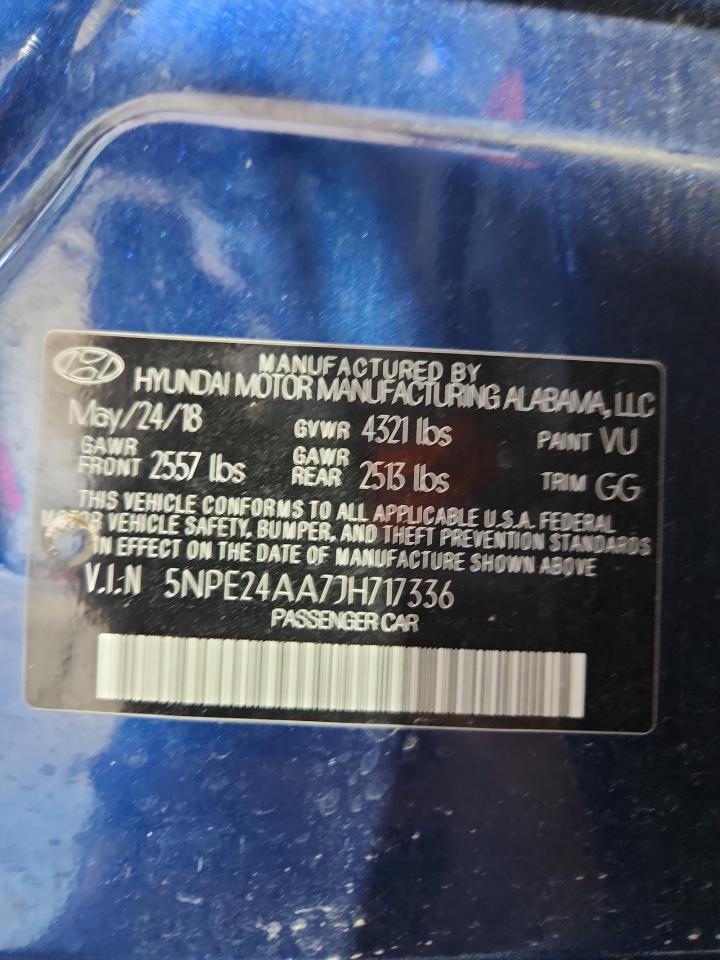 MANUFACTURED BY
HYUNDAI MOTOR MANUFACTURING ALABAMA, LLC
May/24/18 GVWR 4321 lbs PAINT VU
GAWR FRONT 2557 lbs GAWR REAR 2513 lbs TRIM GG
THIS VEHICLE CONFORMS TO ALL APPLICABLE U.S.A. FEDERAL
MOTOR VEHICLE SAFETY, BUMPER, AND THEFT PREVENTION STANDARDS
IN EFFECT ON THE DATE OF MANUFACTURE SHOWN ABOVE
V.I.N 5NPE24AA7JH717336
PASSENGER CAR